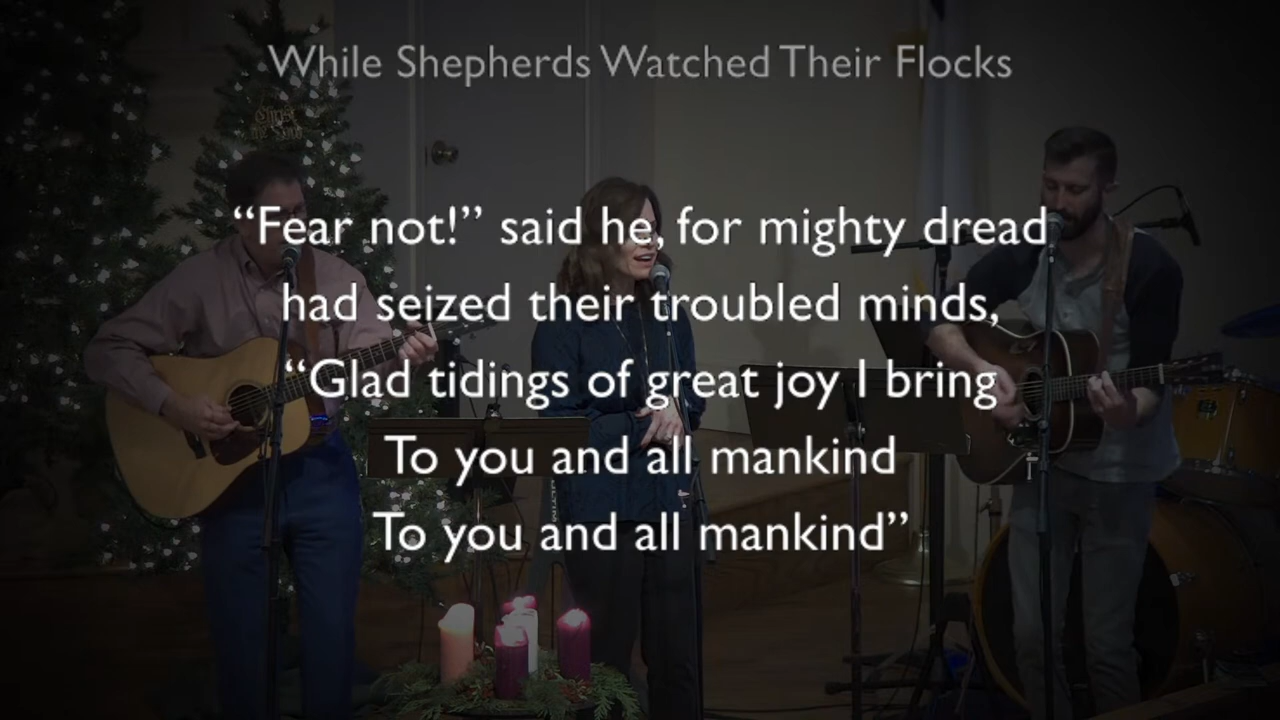 While Shepherds Watched Their Flocks
“Fear not!” said he, for mighty dread
had seized their troubled minds,
“Glad tidings of great joy I bring
To you and all mankind
To you and all mankind”